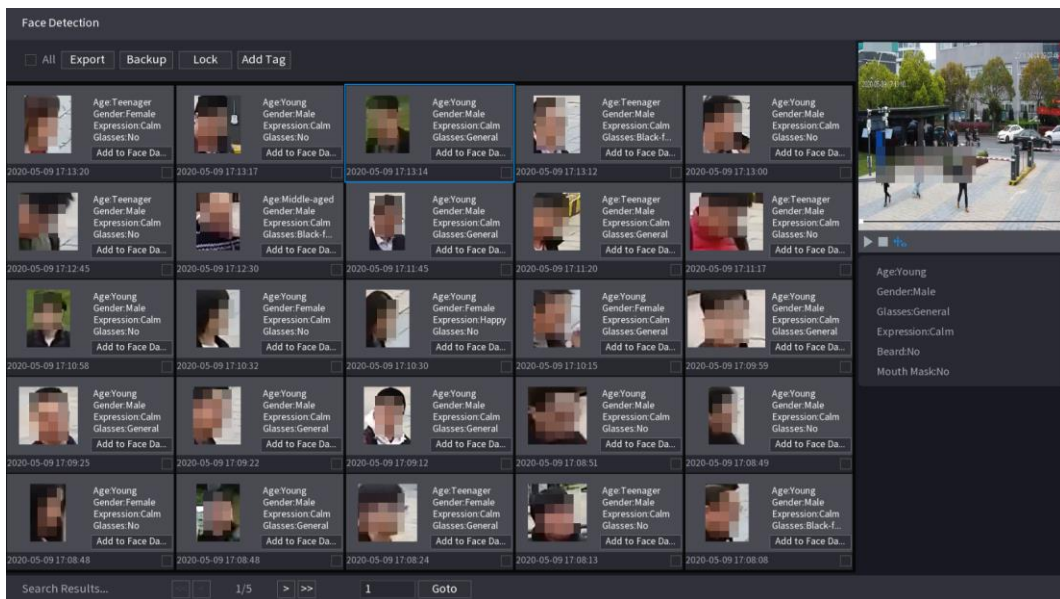 Face Detection
All Export Backup Lock Add Tag
Age:Teenager
Gender:Female
Expression:Calm
Glasses:No
Add to Face Da...
2020-05-09 17:13:20
Age:Young
Gender:Male
Expression:Calm
Glasses:No
Add to Face Da...
2020-05-09 17:13:17
Age:Young
Gender:Male
Expression:Calm
Glasses:General
Add to Face Da...
2020-05-09 17:13:14
Age:Teenager
Gender:Male
Expression:Calm
Glasses:Black-f...
Add to Face Da...
2020-05-09 17:13:12
Age:Young
Gender:Male
Expression:Calm
Glasses:No
Add to Face Da...
2020-05-09 17:13:00
Age:Teenager
Gender:Male
Expression:Calm
Glasses:No
Add to Face Da...
2020-05-09 17:12:45
Age:Middle-aged
Gender:Male
Expression:Calm
Glasses:Black-f...
Add to Face Da...
2020-05-09 17:12:30
Age:Young
Gender:Male
Expression:Calm
Glasses:General
Add to Face Da...
2020-05-09 17:11:45
Age:Teenager
Gender:Male
Expression:Calm
Glasses:General
Add to Face Da...
2020-05-09 17:11:20
Age:Teenager
Gender:Male
Expression:Calm
Glasses:No
Add to Face Da...
2020-05-09 17:11:17
Age:Young
Gender:Male
Expression:Calm
Glasses:No
Add to Face Da...
2020-05-09 17:10:58
Age:Young
Gender:Female
Expression:Calm
Glasses:No
Add to Face Da...
2020-05-09 17:10:32
Age:Young
Gender:Female
Expression:Happy
Glasses:No
Add to Face Da...
2020-05-09 17:10:30
Age:Young
Gender:Female
Expression:Calm
Glasses:General
Add to Face Da...
2020-05-09 17:10:15
Age:Young
Gender:Male
Expression:Calm
Glasses:General
Add to Face Da...
2020-05-09 17:09:59
Age:Young
Gender:Male
Expression:Calm
Glasses:General
Add to Face Da...
2020-05-09 17:09:25
Age:Young
Gender:Male
Expression:Calm
Glasses:General
Add to Face Da...
2020-05-09 17:09:22
Age:Young
Gender:Male
Expression:Calm
Glasses:General
Add to Face Da...
2020-05-09 17:09:12
Age:Young
Gender:Male
Expression:Calm
Glasses:No
Add to Face Da...
2020-05-09 17:08:51
Age:Young
Gender:Male
Expression:Calm
Glasses:No
Add to Face Da...
2020-05-09 17:08:49
Age:Young
Gender:Female
Expression:Calm
Glasses:No
Add to Face Da...
2020-05-09 17:08:48
Age:Young
Gender:Male
Expression:Calm
Glasses:General
Add to Face Da...
2020-05-09 17:08:48
Age:Teenager
Gender:Female
Expression:Calm
Glasses:General
Add to Face Da...
2020-05-09 17:08:24
Age:Teenager
Gender:Male
Expression:Calm
Glasses:No
Add to Face Da...
2020-05-09 17:08:13
Age:Young
Gender:Male
Expression:Calm
Glasses:Black-f...
Add to Face Da...
2020-05-09 17:08:08
Age:Young
Gender:Male
Glasses:General
Expression:Calm
Beard:No
Mouth Mask:No
Search Results... 1/5 > >> 1 Goto